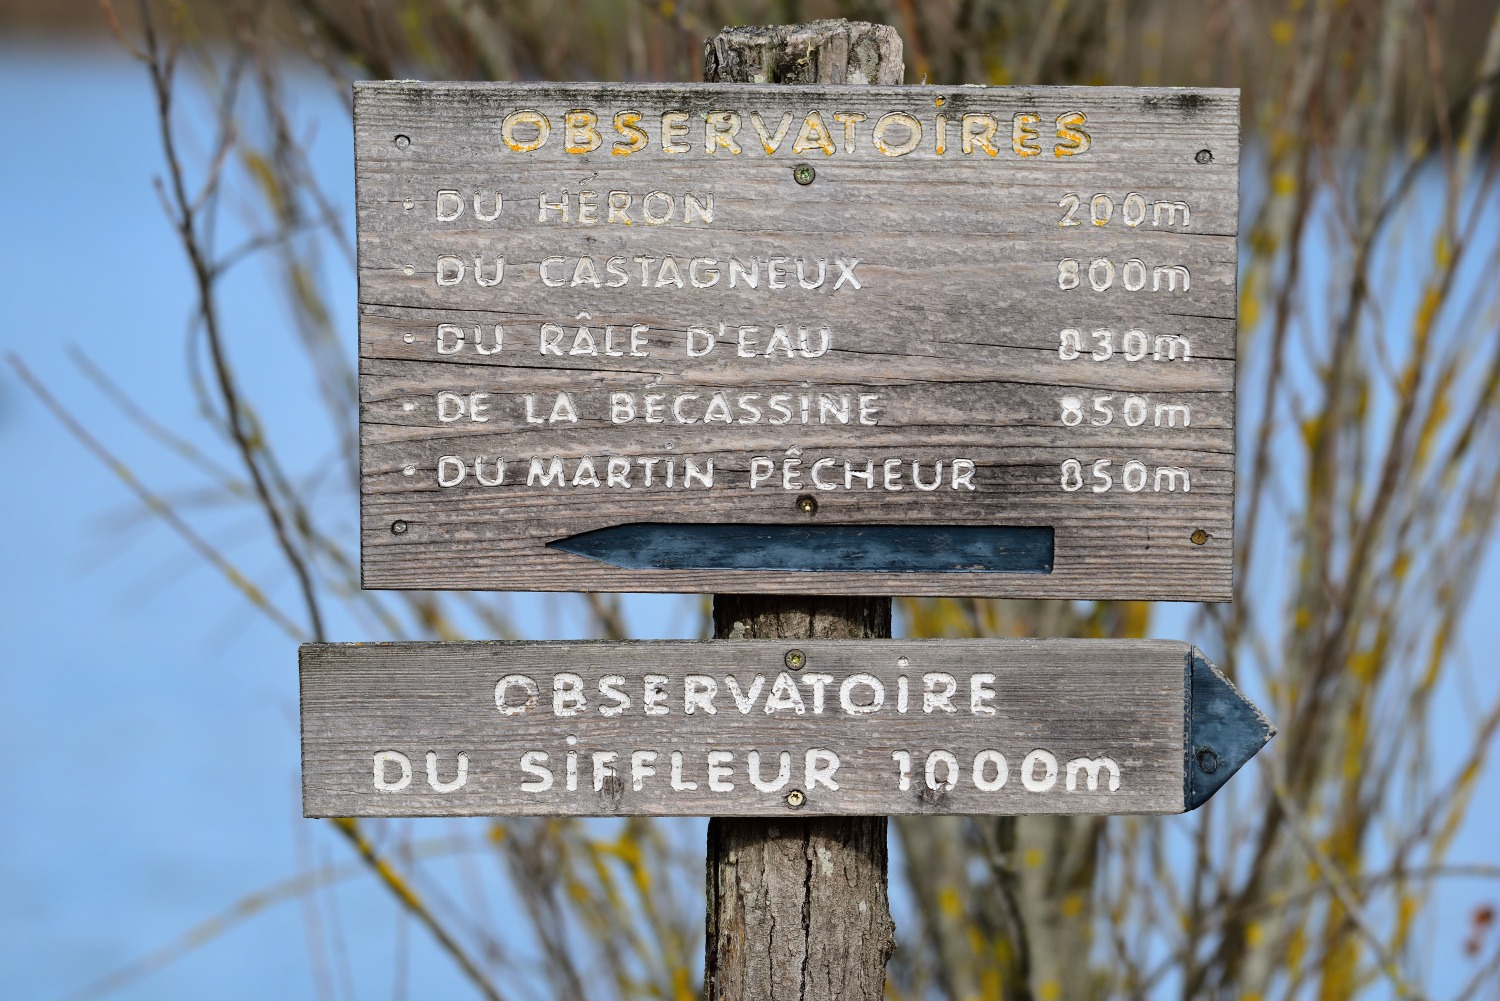 OBSERVATOIRES
• DU HÉRON 200m
• DU CASTAGNEUX 800m
• DU RÂLE D'EAU 830m
• DE LA BÉCASSINE 850m
• DU MARTIN PÊCHEUR 850m
OBSERVATOIRE
DU SIFFLEUR 1000m